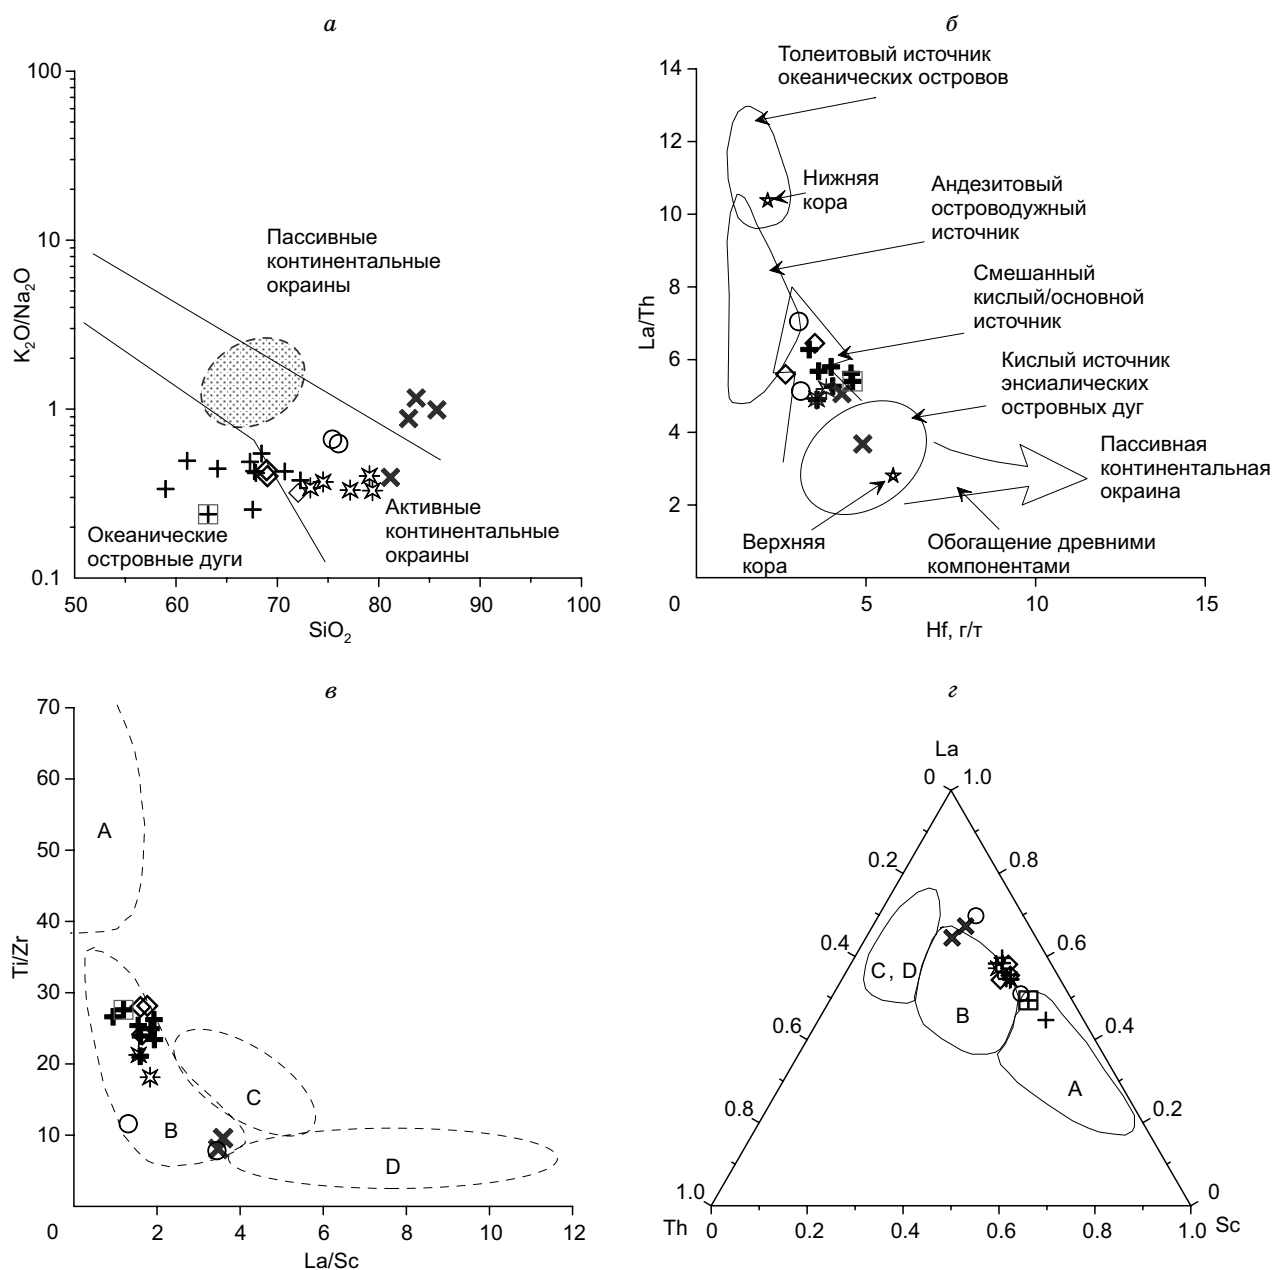 а
100
10
1
0.1
K2O/Na2O
Пассивные
континентальные
окраины
Океанические
островные дуги
Активные
континентальные
окраины
50
60
70
80
90
100
SiO2
б
14
12
10
8
6
4
2
0
La/Th
Толеитовый источник
океанических островов
Нижняя
кора
Андезитовый
островодужный
источник
Смешанный
кислый/основной
источник
Кислый источник
энсиалических
островных дуг
Пассивная
континентальная
окраина
Верхняя
кора
Обогащение древними
компонентами
5
10
15
Hf, г/т
в
70
60
50
40
30
20
10
Ti/Zr
A
B
C
D
0
2
4
6
8
10
12
La/Sc
г
La
0
1.0
0.2
0.8
0.4
0.6
C, D
B
0.6
0.4
A
0.8
0.2
1.0
0
Th
0
0.2
0.4
0.6
0.8
1.0
Sc